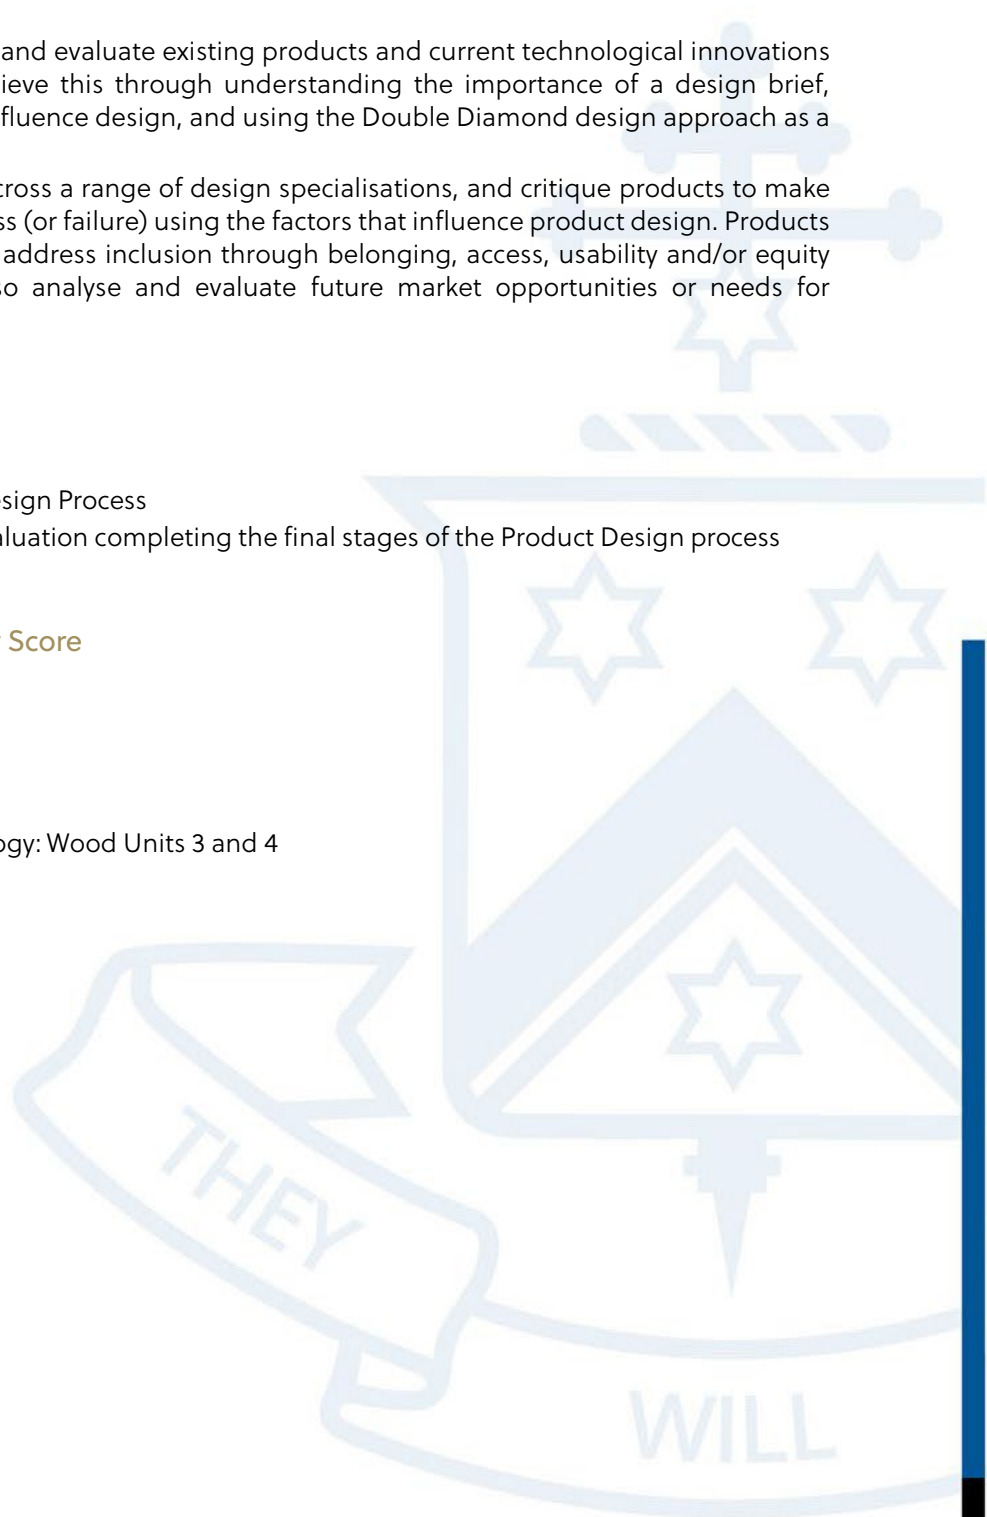 and evaluate existing products and current technological innovations
ieve this through understanding the importance of a design brief,
fluence design, and using the Double Diamond design approach as a
cross a range of design specialisations, and critique products to make
ss (or failure) using the factors that influence product design. Products
address inclusion through belonging, access, usability and/or equity
so analyse and evaluate future market opportunities or needs for
esign Process
aluation completing the final stages of the Product Design process
Score
ogy: Wood Units 3 and 4
THEY
WILL